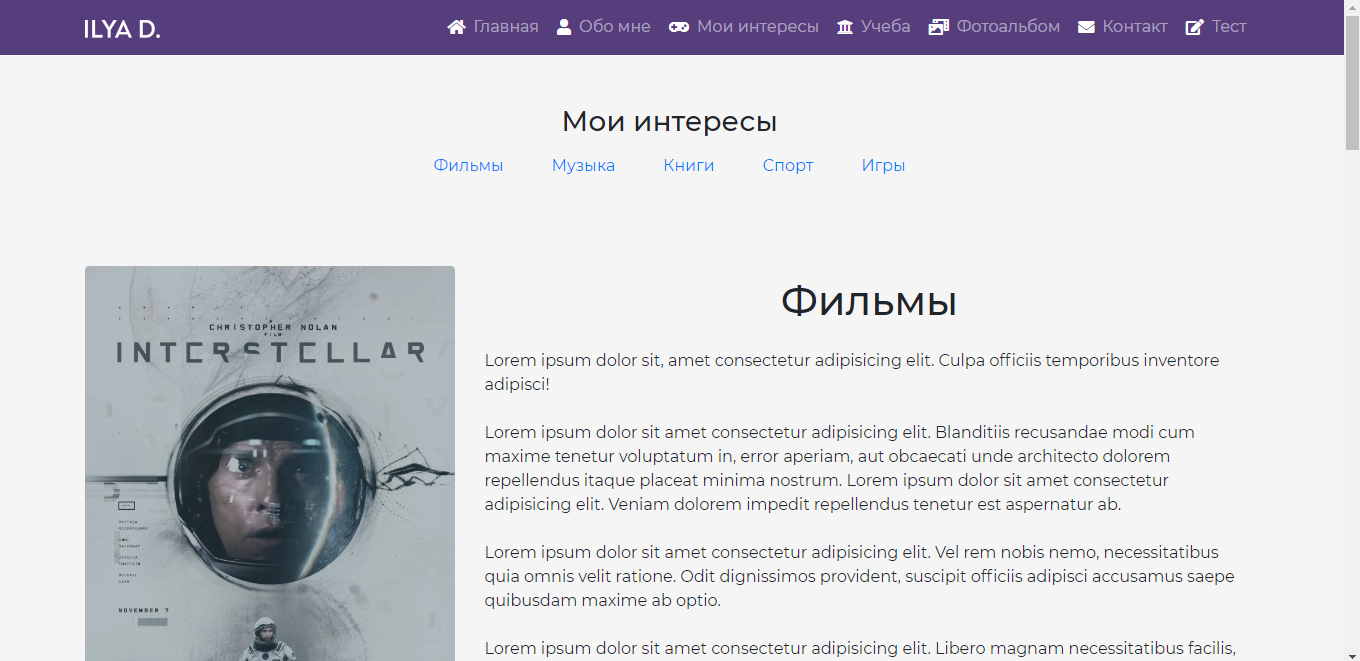 ILYA D.
Главная
Обо мне
Мои интересы
Учеба
Фотоальбом
Контакт
Тест
Мои интересы
Фильмы
Музыка
Книги
Спорт
Игры
A
CHRISTOPHER NOLAN
FILM
INTERSTELLAR
NOVEMBER 7
Фильмы
Lorem ipsum dolor sit, amet consectetur adipisicing elit. Culpa officiis temporibus inventore
adipisci!
Lorem ipsum dolor sit amet consectetur adipisicing elit. Blanditiis recusandae modi cum
maxime tenetur voluptatum in, error aperiam, aut obcaecati unde architecto dolorem
repellendus itaque placeat minima nostrum. Lorem ipsum dolor sit amet consectetur
adipisicing elit. Veniam dolorem impedit repellendus tenetur est aspernatur ab.
Lorem ipsum dolor sit amet consectetur adipisicing elit. Vel rem nobis nemo, necessitatibus
quia omnis velit ratione. Odit dignissimos provident, suscipit officiis adipisci accusamus saepe
quibusdam maxime ab optio.
Lorem ipsum dolor sit amet consectetur adipisicing elit. Libero magnam necessitatibus facilis,